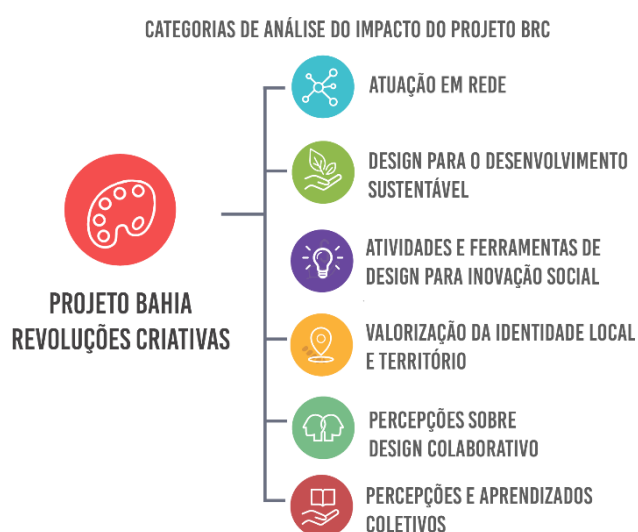 CATEGORIAS DE ANÁLISE DO IMPACTO DO PROJETO BRC
ATUAÇÃO EM REDE
DESIGN PARA O DESENVOLVIMENTO
SUSTENTÁVEL
ATIVIDADES E FERRAMENTAS DE
DESIGN PARA INOVAÇÃO SOCIAL
PROJETO BAHIA
REVOLUÇÕES CRIATIVAS
VALORIZAÇÃO DA IDENTIDADE LOCAL
E TERRITÓRIO
PERCEPÇÕES SOBRE
DESIGN COLABORATIVO
PERCEPÇÕES E APRENDIZADOS
COLETIVOS